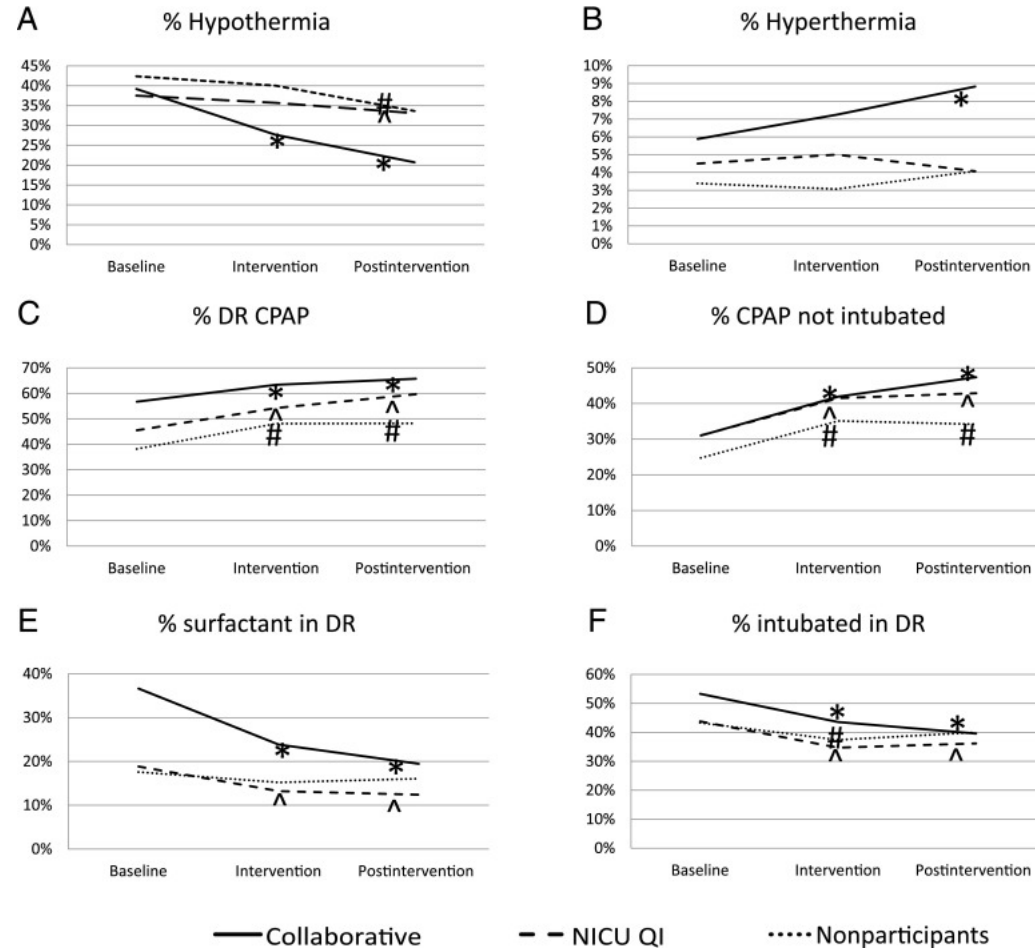 A
% Hypothermia
45%
40%
35%
30%
25%
20%
15%
10%
5%
0%
#
^
*
*
Baseline
Intervention
Postintervention
B
% Hyperthermia
10%
9%
8%
7%
6%
5%
4%
3%
2%
1%
0%
*
Baseline
Intervention
Postintervention
C
% DR CPAP
70%
60%
50%
40%
30%
20%
10%
0%
*
*
^
^
#
#
Baseline
Intervention
Postintervention
D
% CPAP not intubated
50%
40%
30%
20%
10%
0%
*
*
^
^
#
#
Baseline
Intervention
Postintervention
E
% surfactant in DR
40%
30%
20%
10%
0%
*
*
^
^
Baseline
Intervention
Postintervention
F
% intubated in DR
60%
50%
40%
30%
20%
10%
0%
*
*
#
^
^
Baseline
Intervention
Postintervention
Collaborative
NICU QI
Nonparticipants